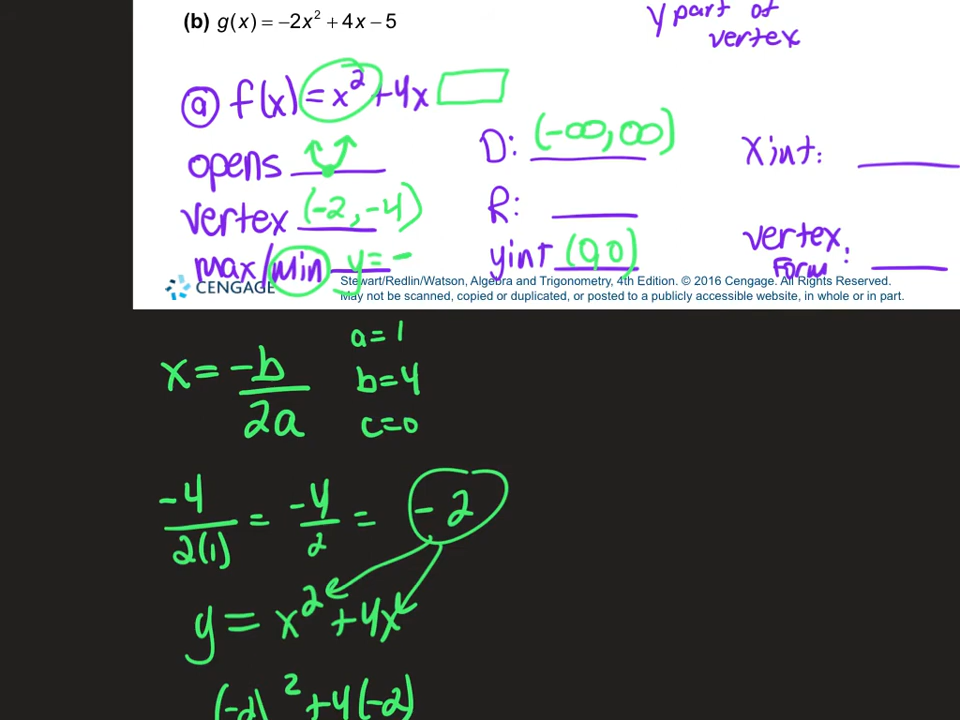 (b) g(x) = −2x² + 4x − 5
y part of
vertex
ⓐ f(x) = x² + 4x
opens
D: (-∞, ∞)
x int:
vertex (-2, -4)
R:
max/min y = -
y int (0, 0)
vertex
Form:
CENGAGE
Stewart/Redlin/Watson, Algebra and Trigonometry, 4th Edition. © 2016 Cengage. All Rights Reserved.
May not be scanned, copied or duplicated, or posted to a publicly accessible website, in whole or in part.
x = -b/2a
a = 1
b = 4
c = 0
-4/2(1) = -4/2 = -2
y = x² + 4x
(-2)² + 4(-2)